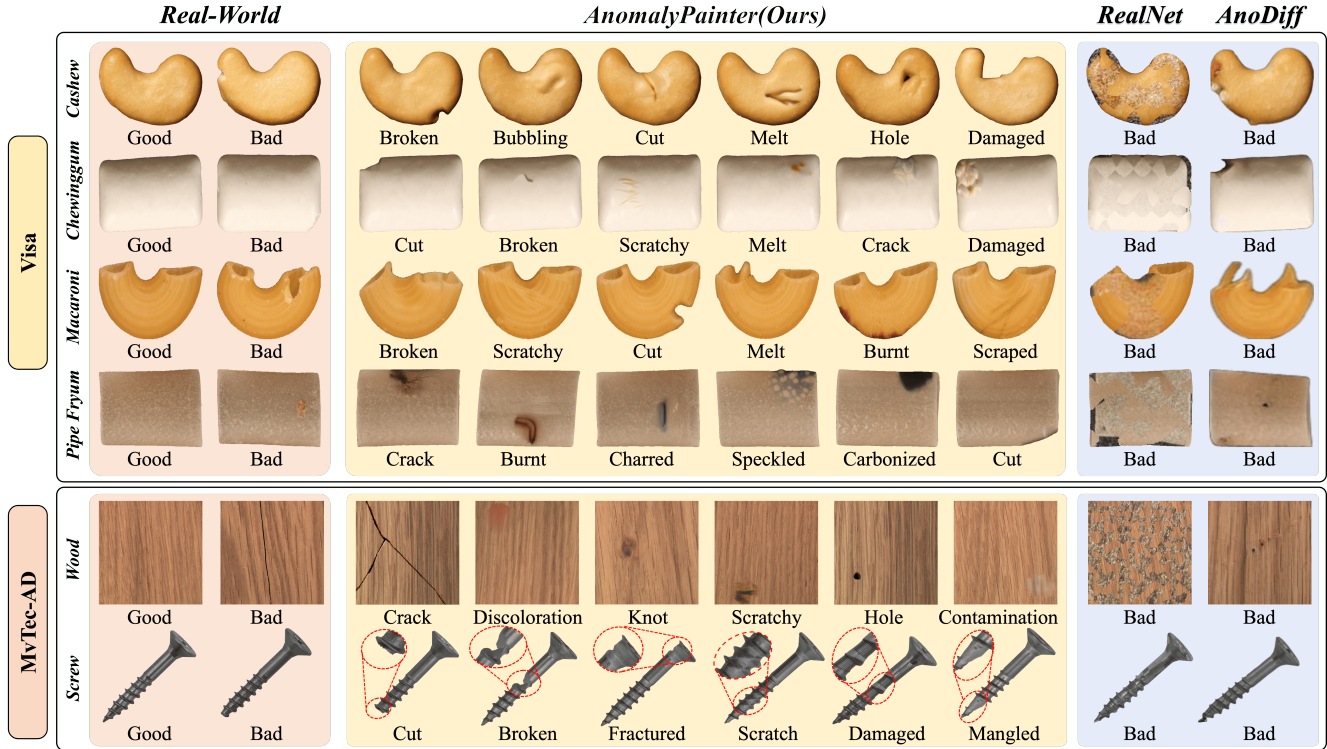 Real-World AnomalyPainter(Ours) RealNet AnoDiff
Visa
Cashew
Good Bad Broken Bubbling Cut Melt Hole Damaged Bad Bad
Chewinggum
Good Bad Cut Broken Scratchy Melt Crack Damaged Bad Bad
Macaroni
Good Bad Broken Scratchy Cut Melt Burnt Scraped Bad Bad
Pipe Fryum
Good Bad Crack Burnt Charred Speckled Carbonized Cut Bad Bad
MvTec-AD
Wood
Good Bad Crack Discoloration Knot Scratchy Hole Contamination Bad Bad
Screw
Good Bad Cut Broken Fractured Scratch Damaged Mangled Bad Bad